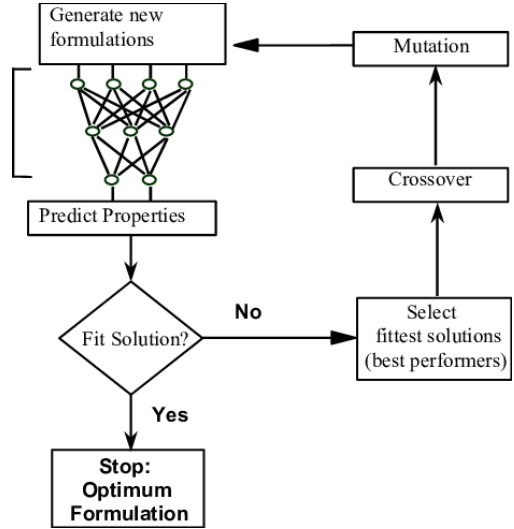 Generate new
formulations
Mutation
Crossover
Predict Properties
Fit Solution?
No
Select
fittest solutions
(best performers)
Yes
Stop:
Optimum
Formulation